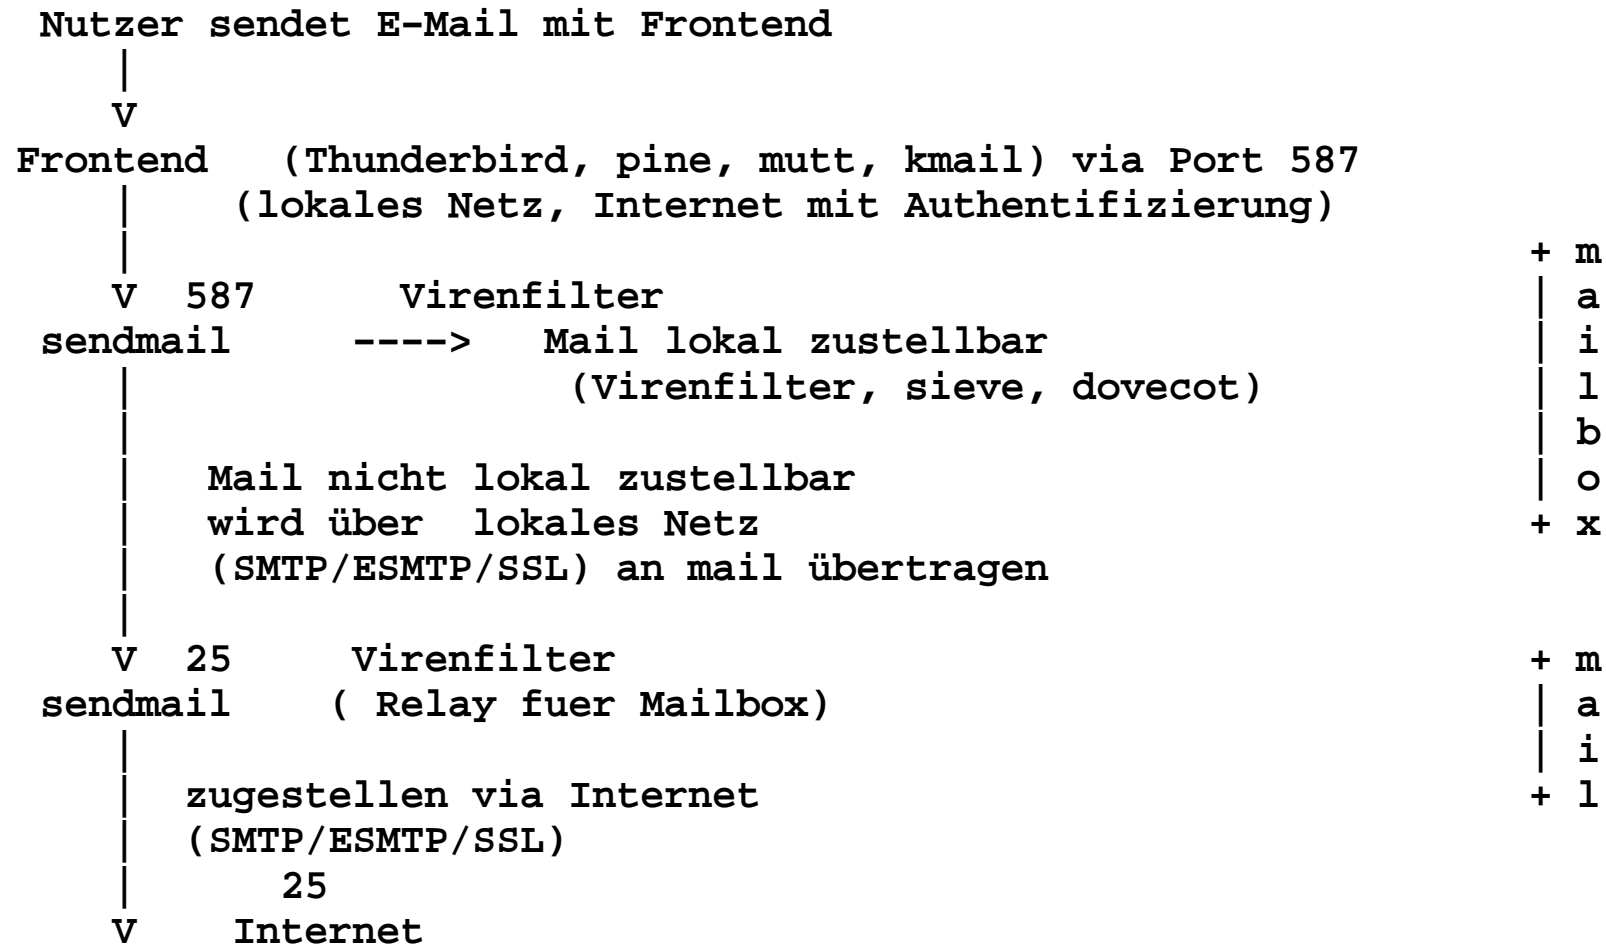 Nutzer sendet E-Mail mit Frontend
|
V
Frontend (Thunderbird, pine, mutt, kmail) via Port 587
| (lokales Netz, Internet mit Authentifizierung)
| + m
V 587 Virenfilter | a
sendmail ----> Mail lokal zustellbar | i
| (Virenfilter, sieve, dovecot) | l
| | b
| Mail nicht lokal zustellbar | o
| wird über lokales Netz + x
| (SMTP/ESMTP/SSL) an mail übertragen
|
V 25 Virenfilter + m
sendmail ( Relay fuer Mailbox) | a
| | i
| zugestellen via Internet + l
| (SMTP/ESMTP/SSL)
| 25
V Internet